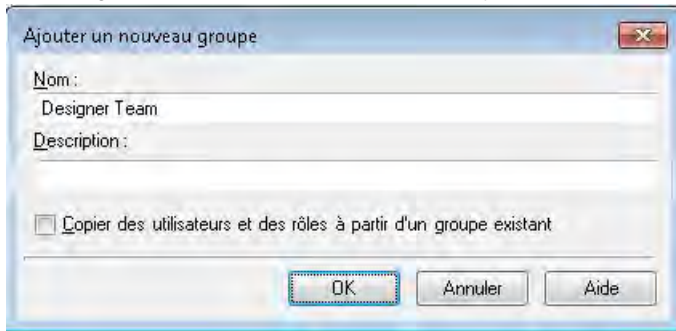 Ajouter un nouveau groupe
Nom :
Designer Team
Description :
Copier des utilisateurs et des rôles à partir d'un groupe existant
OK Annuler Aide